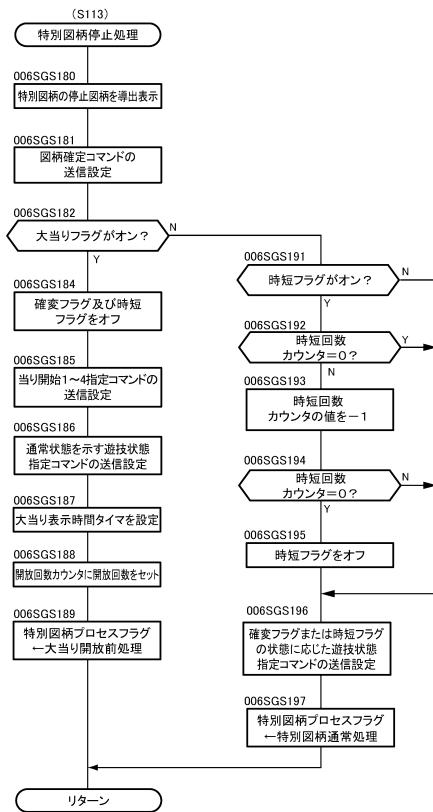 (S113)
特別図柄停止処理
006SGS180
特別図柄の停止図柄を導出表示
006SGS181
図柄確定コマンドの
送信設定
006SGS182
大当りフラグがオン？
N
Y
006SGS184
確変フラグ及び時短
フラグをオフ
006SGS185
当り開始1～4指定コマンドの
送信設定
006SGS186
通常状態を示す遊技状態
指定コマンドの送信設定
006SGS187
大当り表示時間タイマを設定
006SGS188
開放回数カウンタに開放回数をセット
006SGS189
特別図柄プロセスフラグ
←大当り開放前処理
006SGS191
時短フラグがオン？
N
Y
006SGS192
時短回数
カウンタ＝0？
Y
N
006SGS193
時短回数
カウンタの値を－1
006SGS194
時短回数
カウンタ＝0？
N
Y
006SGS195
時短フラグをオフ
006SGS196
確変フラグまたは時短フラグ
の状態に応じた遊技状態
指定コマンドの送信設定
006SGS197
特別図柄プロセスフラグ
←特別図柄通常処理
リターン